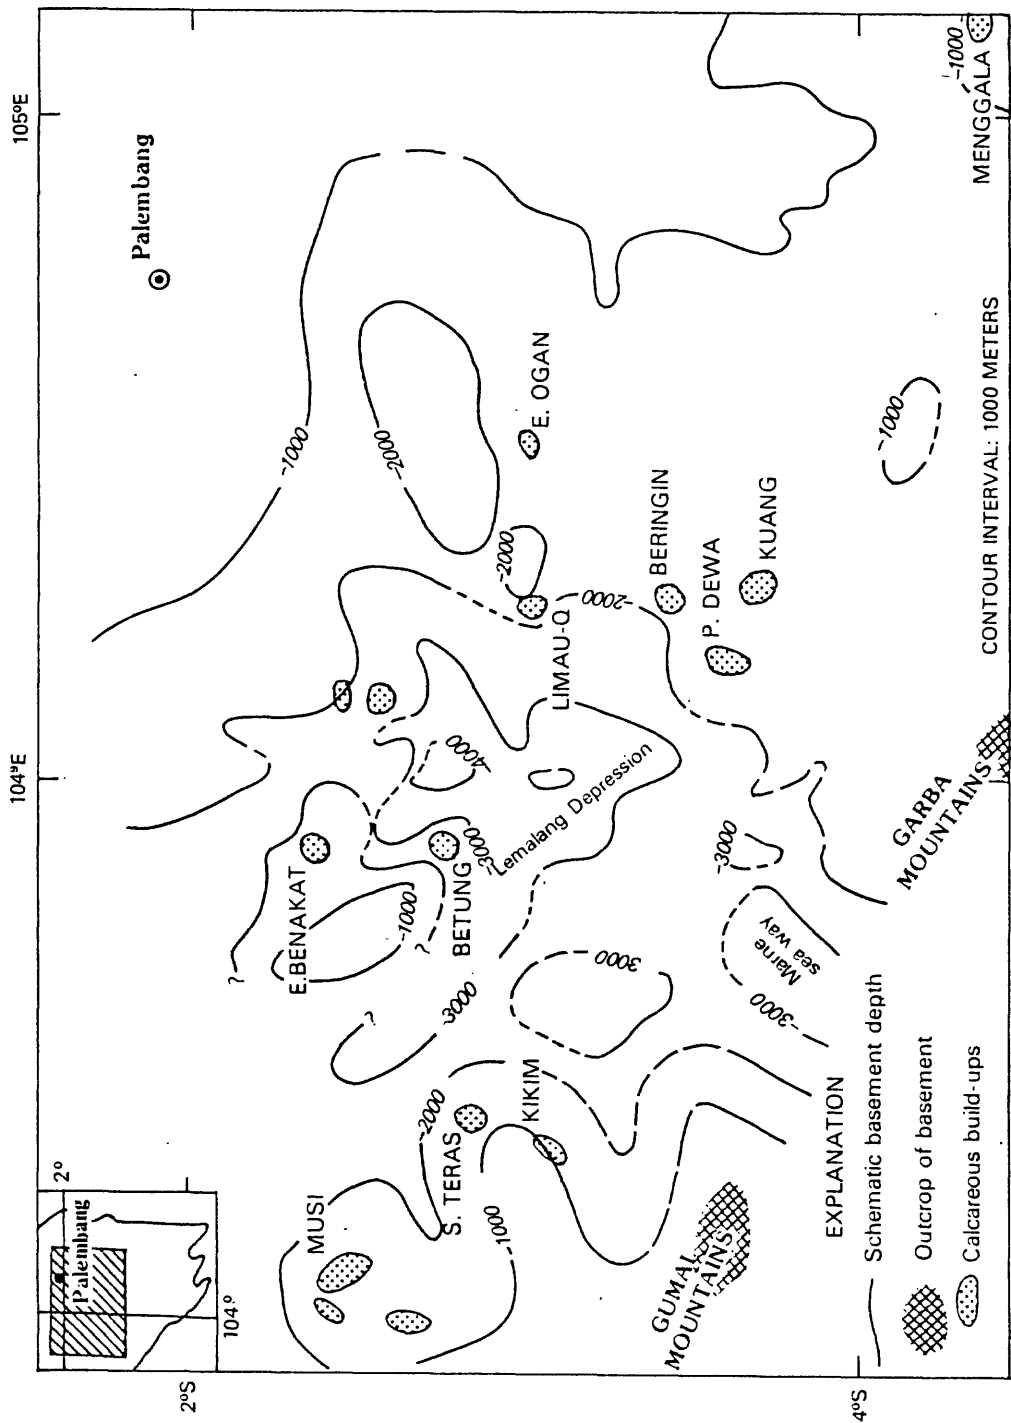 104°E
105°E
2°
Palembang
Palembang
2°S
104°
?
-1000
E.BENAKAT
MUSI
?
-2000
-1000
?
-2000
S. TERAS
-3000
BETUNG
-4000
-3000
1000
-2000
KIKIM
E. OGAN
LIMAU-Q
Lemalang Depression
3000
-2000
BERINGIN
GUMAI
MOUNTAINS
P. DEWA
-3000
KUANG
Marne
sea way
-3000
-1000
GARBA
MOUNTAINS
-1000
MENGGALA
4°S
EXPLANATION
Schematic basement depth
Outcrop of basement
Calcareous build-ups
CONTOUR INTERVAL: 1000 METERS